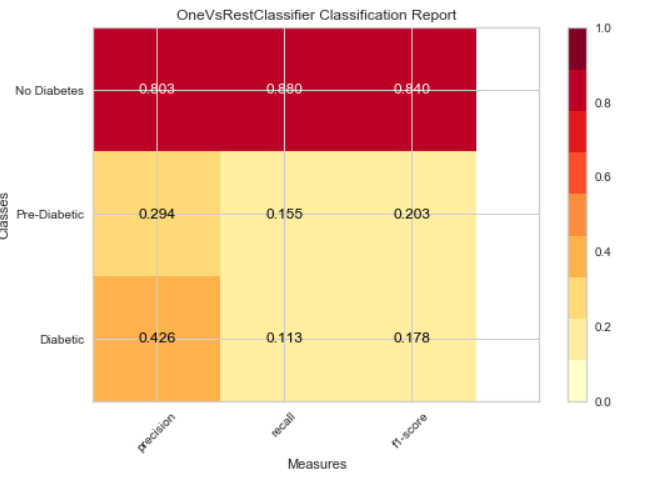 OneVsRestClassifier Classification Report
1.0
No Diabetes 0.803 0.880 0.840
0.8
0.6
Classes
Pre-Diabetic 0.294 0.155 0.203
0.4
0.2
Diabetic 0.426 0.113 0.178
0.0
precision recall f1-score
Measures